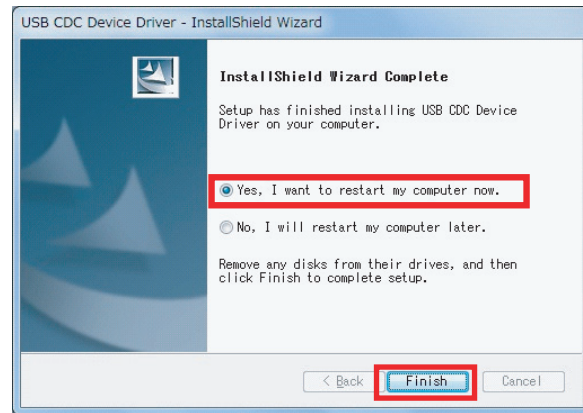 USB CDC Device Driver - InstallShield Wizard
InstallShield Wizard Complete
Setup has finished installing USB CDC Device
Driver on your computer.
Yes, I want to restart my computer now.
No, I will restart my computer later.
Remove any disks from their drives, and then
click Finish to complete setup.
< Back Finish Cancel